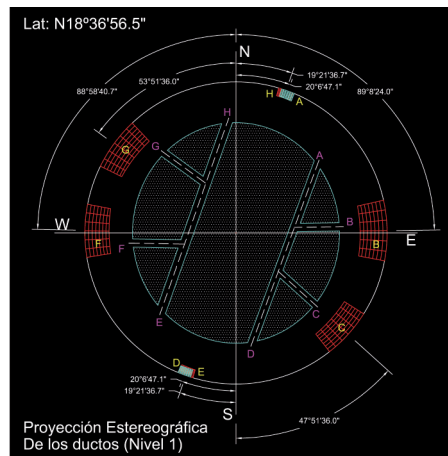 Lat: N18°36'56.5"
N
88°58'40.7"
53°51'36.0"
19°21'36.7"
20°6'47.1"
89°8'24.0"
H
A
H
G
G
A
B
W
F
F
B
E
E
C
C
D
D
E
20°6'47.1"
19°21'36.7"
S
47°51'36.0"
Proyección Estereográfica
De los ductos (Nivel 1)